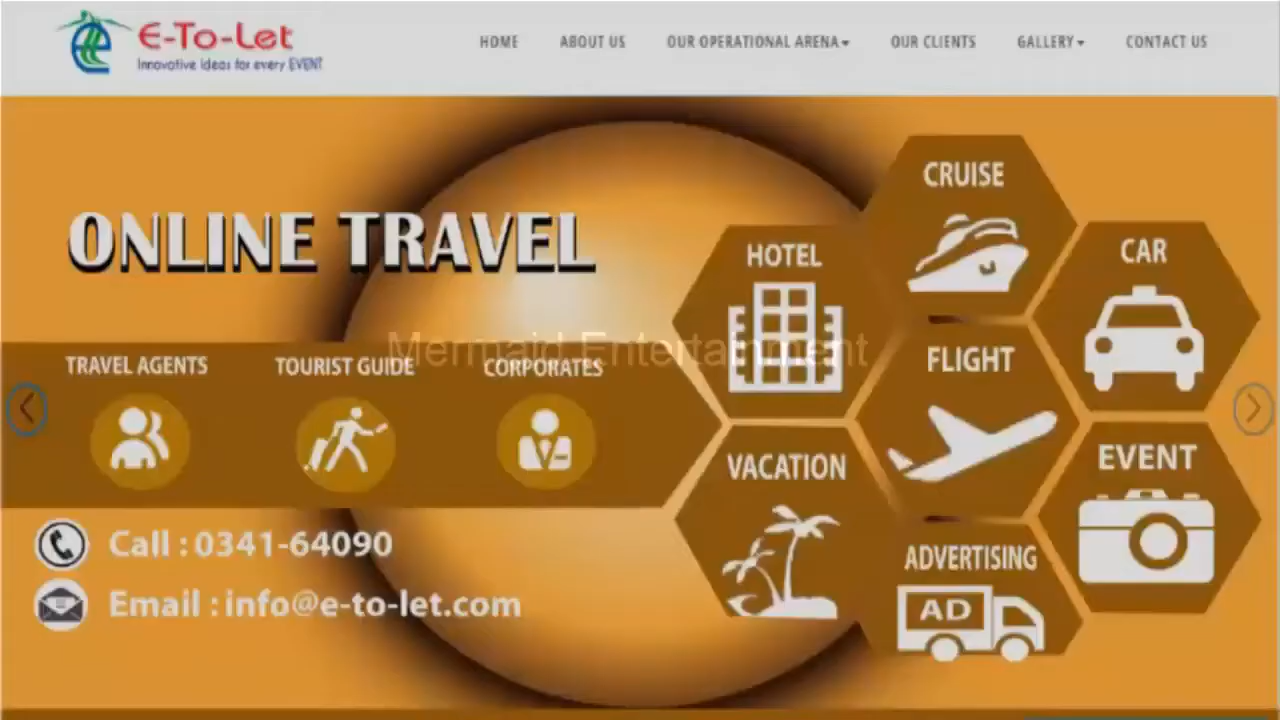 E-To-Let
Innovative Ideas for every EVENT
HOME
ABOUT US
OUR OPERATIONAL ARENA
OUR CLIENTS
GALLERY
CONTACT US
ONLINE TRAVEL
TRAVEL AGENTS
TOURIST GUIDE
CORPORATES
Call : 0341-64090
Email : info@e-to-let.com
Mermaid Entertainment
CRUISE
HOTEL
CAR
FLIGHT
VACATION
EVENT
ADVERTISING
AD